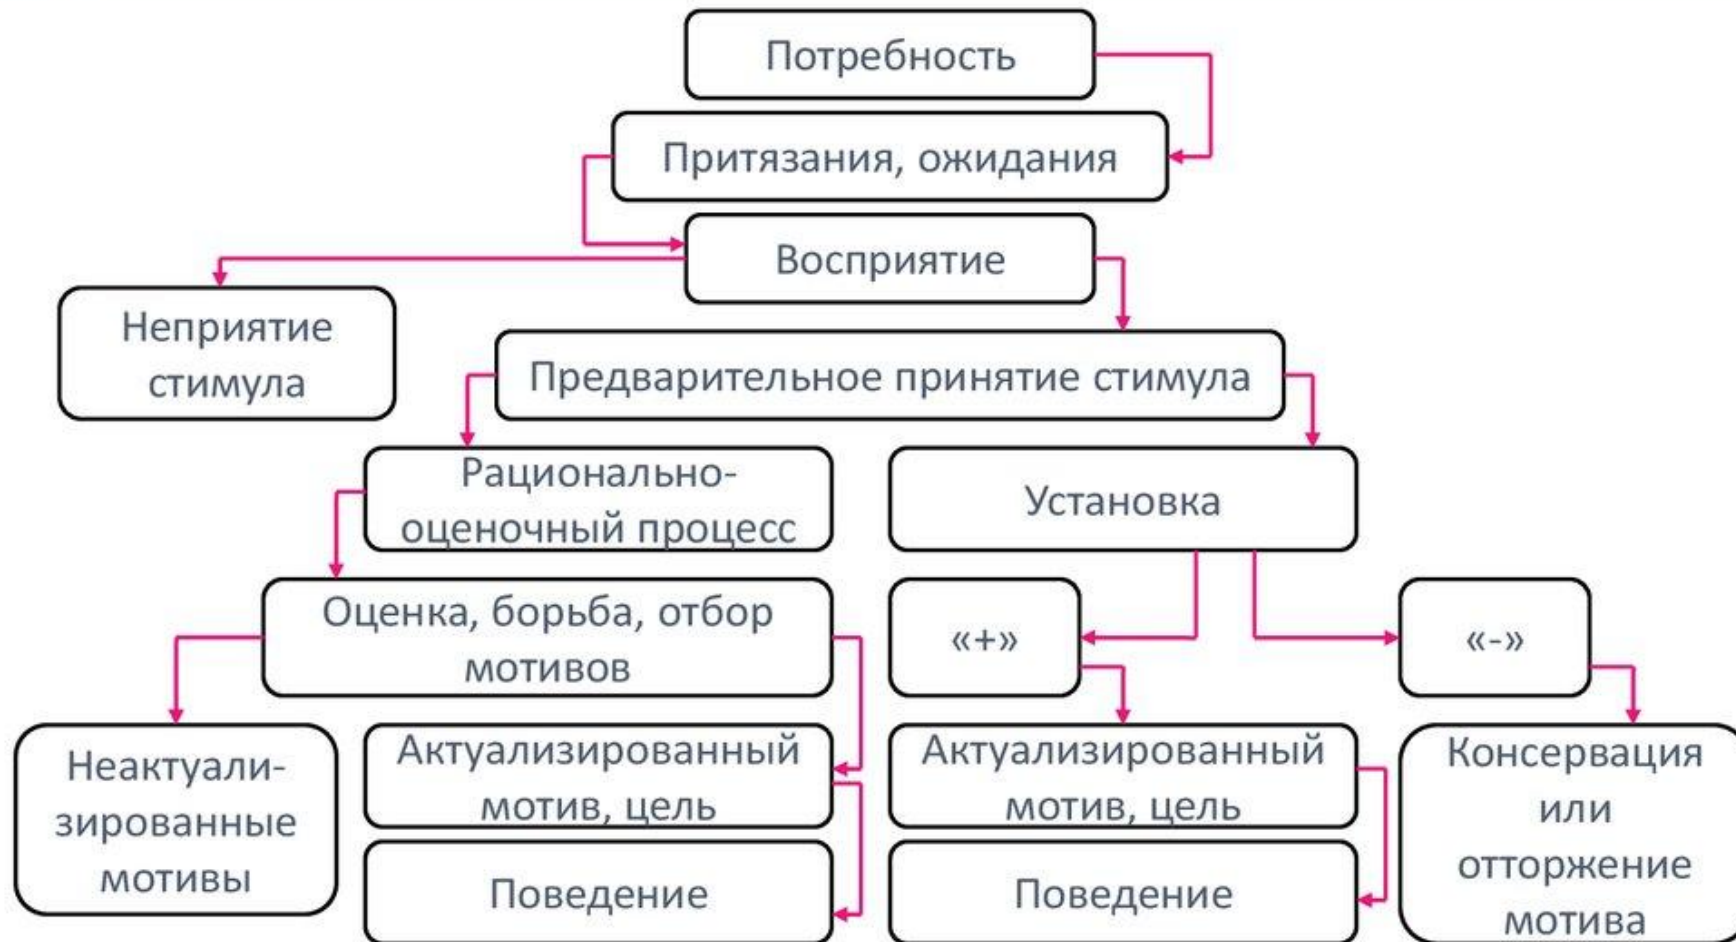 Потребность
Притязания, ожидания
Восприятие
Неприятие
стимула
Предварительное принятие стимула
Рационально-
оценочный процесс
Установка
Оценка, борьба, отбор
мотивов
«+»
«-»
Неактуали-
зированные
мотивы
Актуализированный
мотив, цель
Актуализированный
мотив, цель
Консервация
или
отторжение
мотива
Поведение
Поведение